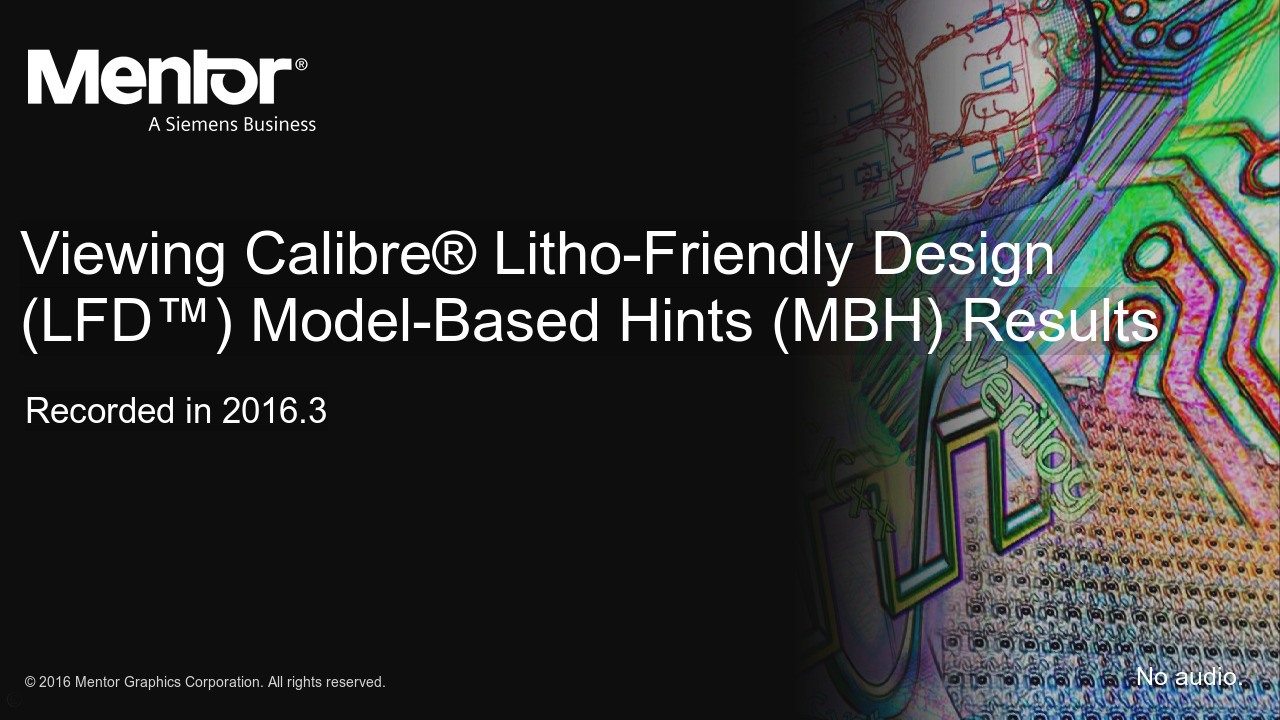 Mentor®
A Siemens Business
Viewing Calibre® Litho-Friendly Design
(LFD™) Model-Based Hints (MBH) Results
Recorded in 2016.3
Verilog
C++
© 2016 Mentor Graphics Corporation. All rights reserved.
No audio.